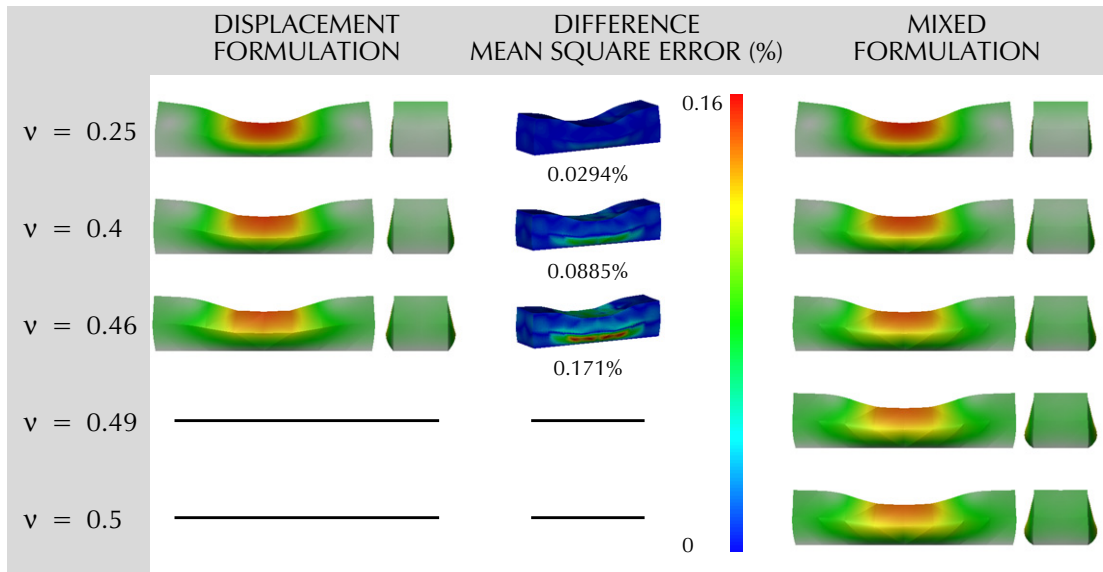 DISPLACEMENT
FORMULATION
DIFFERENCE
MEAN SQUARE ERROR (%)
MIXED
FORMULATION
ν = 0.25
0.0294%
0.16
ν = 0.4
0.0885%
ν = 0.46
0.171%
ν = 0.49
ν = 0.5
0